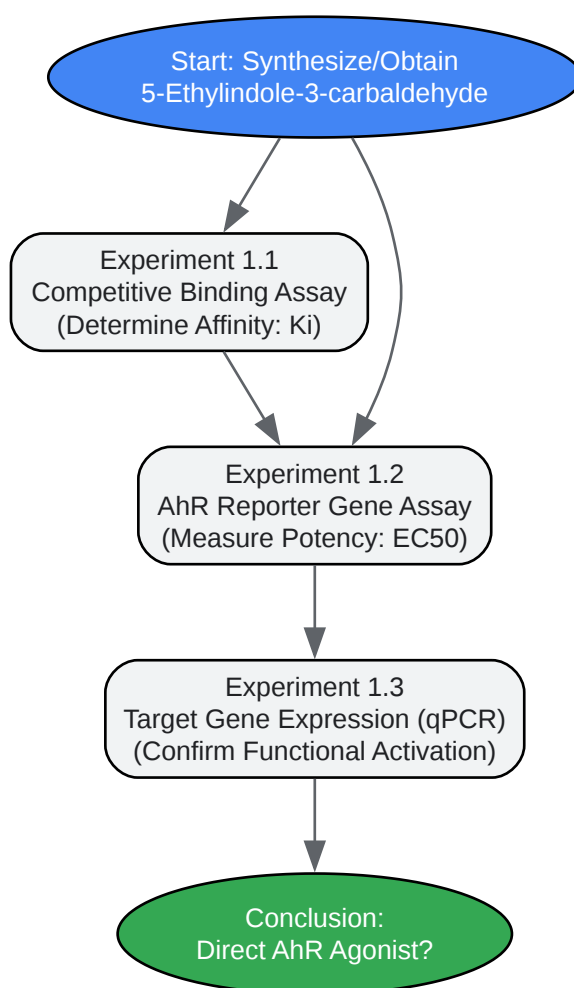 Start: Synthesize/Obtain
5-Ethylindole-3-carbaldehyde
Experiment 1.1
Competitive Binding Assay
(Determine Affinity: Ki)
Experiment 1.2
AhR Reporter Gene Assay
(Measure Potency: EC50)
Experiment 1.3
Target Gene Expression (qPCR)
(Confirm Functional Activation)
Conclusion:
Direct AhR Agonist?